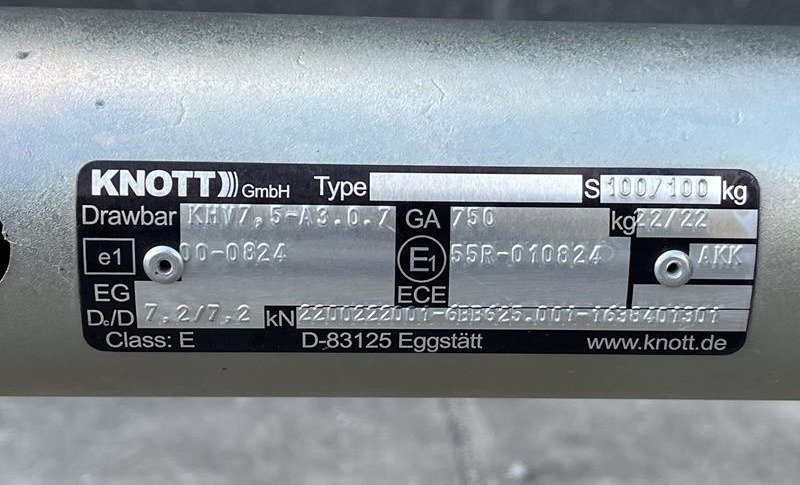 KNOTT GmbH Type S 100/100 kg
Drawbar KHV7,5-A3.0.7 GA 750 kg 22/22
e1 00-0824 E1 55R-010824 AKK
EG ECE
Dc/D 7,2/7,2 kN 2200222001-6BB625.001-1638401901
Class: E D-83125 Eggstätt www.knott.de